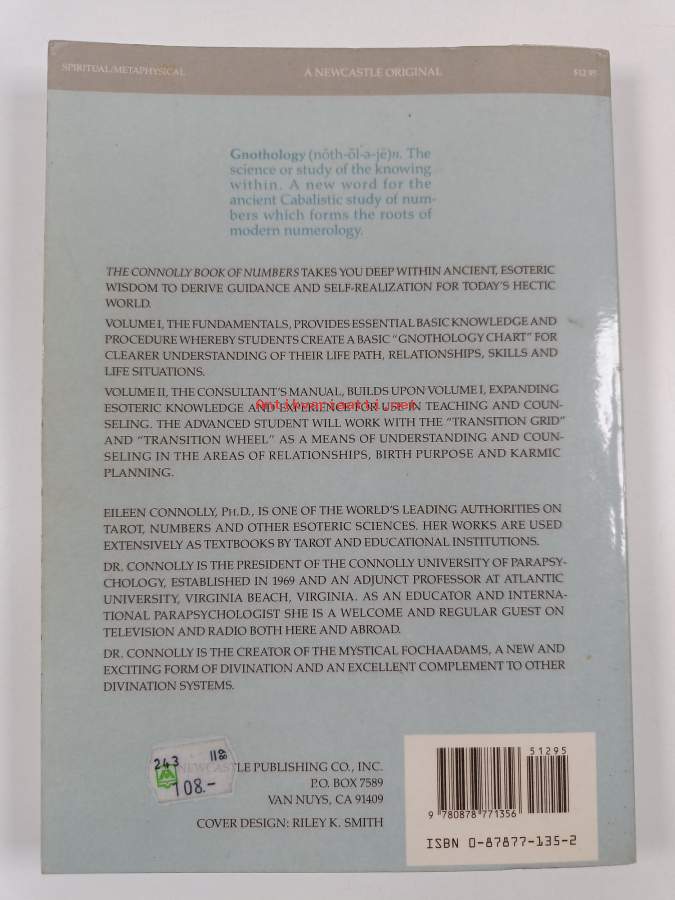 SPIRITUAL/METAPHYSICAL A NEWCASTLE ORIGINAL $12.95
Gnothology (nŏth-ŏl-ə-jē)n. The
science or study of the knowing
within. A new word for the
ancient Cabalistic study of num-
bers which forms the roots of
modern numerology.
THE CONNOLLY BOOK OF NUMBERS TAKES YOU DEEP WITHIN ANCIENT, ESOTERIC
WISDOM TO DERIVE GUIDANCE AND SELF-REALIZATION FOR TODAY'S HECTIC
WORLD.
VOLUME I, THE FUNDAMENTALS, PROVIDES ESSENTIAL BASIC KNOWLEDGE AND
PROCEDURE WHEREBY STUDENTS CREATE A BASIC "GNOTHOLOGY CHART" FOR
CLEARER UNDERSTANDING OF THEIR LIFE PATH, RELATIONSHIPS, SKILLS AND
LIFE SITUATIONS.
VOLUME II, THE CONSULTANT'S MANUAL, BUILDS UPON VOLUME I, EXPANDING
ESOTERIC KNOWLEDGE AND EXPERIENCE FOR USE IN TEACHING AND COUN-
Antikvariaatti.net
SELING. THE ADVANCED STUDENT WILL WORK WITH THE "TRANSITION GRID"
AND "TRANSITION WHEEL" AS A MEANS OF UNDERSTANDING AND COUN-
SELING IN THE AREAS OF RELATIONSHIPS, BIRTH PURPOSE AND KARMIC
PLANNING.
EILEEN CONNOLLY, PH.D., IS ONE OF THE WORLD'S LEADING AUTHORITIES ON
TAROT, NUMBERS AND OTHER ESOTERIC SCIENCES. HER WORKS ARE USED
EXTENSIVELY AS TEXTBOOKS BY TAROT AND EDUCATIONAL INSTITUTIONS.
DR. CONNOLLY IS THE PRESIDENT OF THE CONNOLLY UNIVERSITY OF PARAPSY-
CHOLOGY, ESTABLISHED IN 1969 AND AN ADJUNCT PROFESSOR AT ATLANTIC
UNIVERSITY, VIRGINIA BEACH, VIRGINIA. AS AN EDUCATOR AND INTERNA-
TIONAL PARAPSYCHOLOGIST SHE IS A WELCOME AND REGULAR GUEST ON
TELEVISION AND RADIO BOTH HERE AND ABROAD.
DR. CONNOLLY IS THE CREATOR OF THE MYSTICAL FOCHAADAMS, A NEW AND
EXCITING FORM OF DIVINATION AND AN EXCELLENT COMPLEMENT TO OTHER
DIVINATION SYSTEMS.
243 118
108.-
NEWCASTLE PUBLISHING CO., INC.
P.O. BOX 7589
VAN NUYS, CA 91409
COVER DESIGN: RILEY K. SMITH
51295
9 780878 771356
ISBN 0-87877-135-2